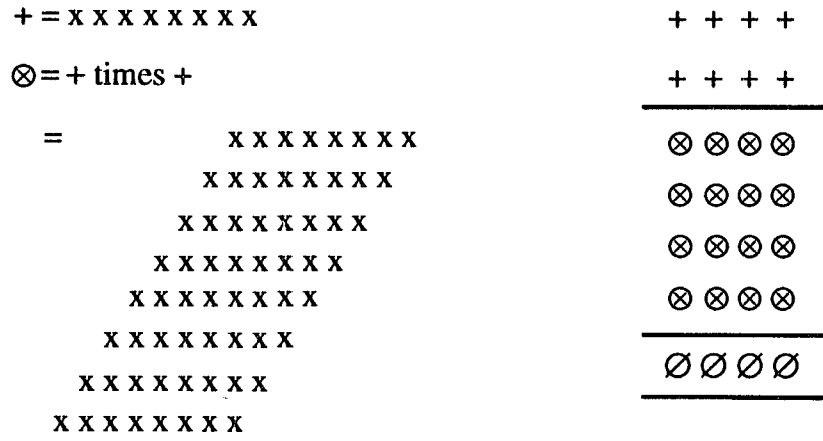 + = x x x x x x x x
⊗ = + times +
= x x x x x x x x
x x x x x x x x
x x x x x x x x
x x x x x x x x
x x x x x x x x
x x x x x x x x
x x x x x x x x
x x x x x x x x
+ + + +
+ + + +
⊗ ⊗ ⊗ ⊗
⊗ ⊗ ⊗ ⊗
⊗ ⊗ ⊗ ⊗
⊗ ⊗ ⊗ ⊗
∅ ∅ ∅ ∅